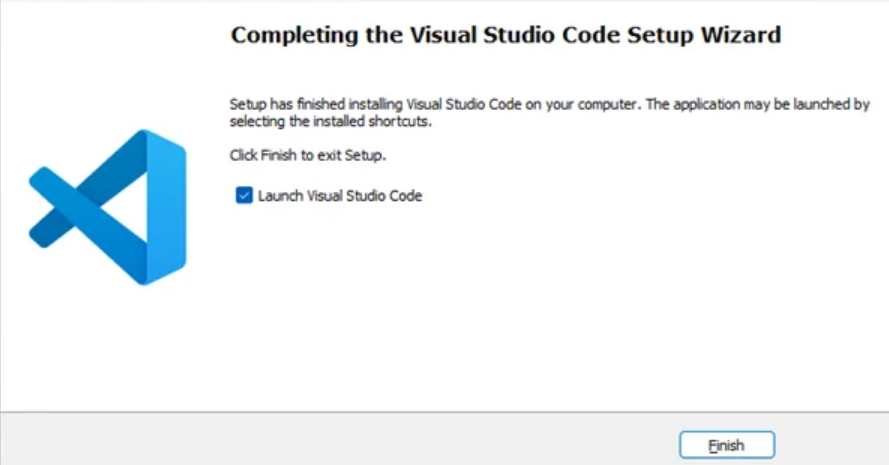 Completing the Visual Studio Code Setup Wizard
Setup has finished installing Visual Studio Code on your computer. The application may be launched by
selecting the installed shortcuts.
Click Finish to exit Setup.
Launch Visual Studio Code
Finish